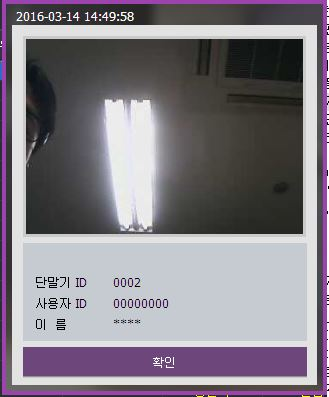 2016-03-14 14:49:58
단말기 ID 0002
사용자 ID 00000000
이 름 ****
확인